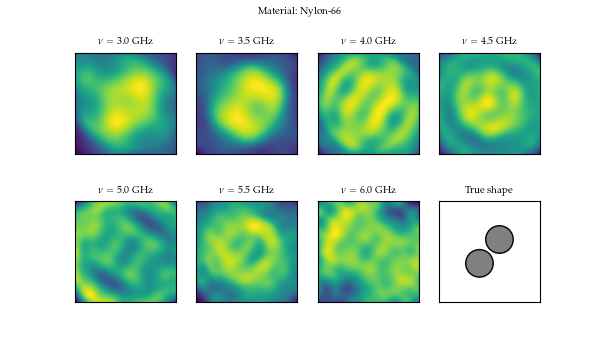 Material: Nylon-66
ν = 3.0 GHz
ν = 3.5 GHz
ν = 4.0 GHz
ν = 4.5 GHz
ν = 5.0 GHz
ν = 5.5 GHz
ν = 6.0 GHz
True shape